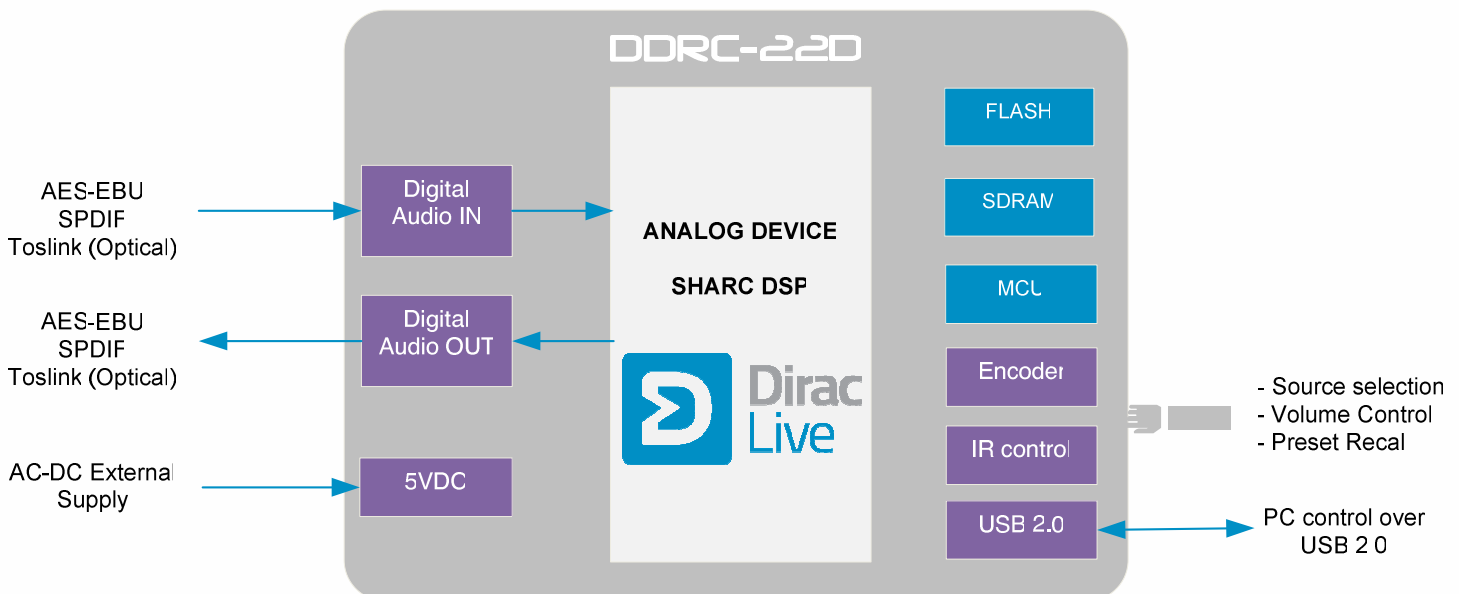 DDRC-22D
AES-EBU
SPDIF
Toslink (Optical)
Digital
Audio IN
AES-EBU
SPDIF
Toslink (Optical)
Digital
Audio OUT
AC-DC External
Supply
5VDC
ANALOG DEVICE
SHARC DSP
Dirac
Live
FLASH
SDRAM
MCU
Encoder
IR control
USB 2.0
- Source selection
- Volume Control
- Preset Recal
PC control over
USB 2 0